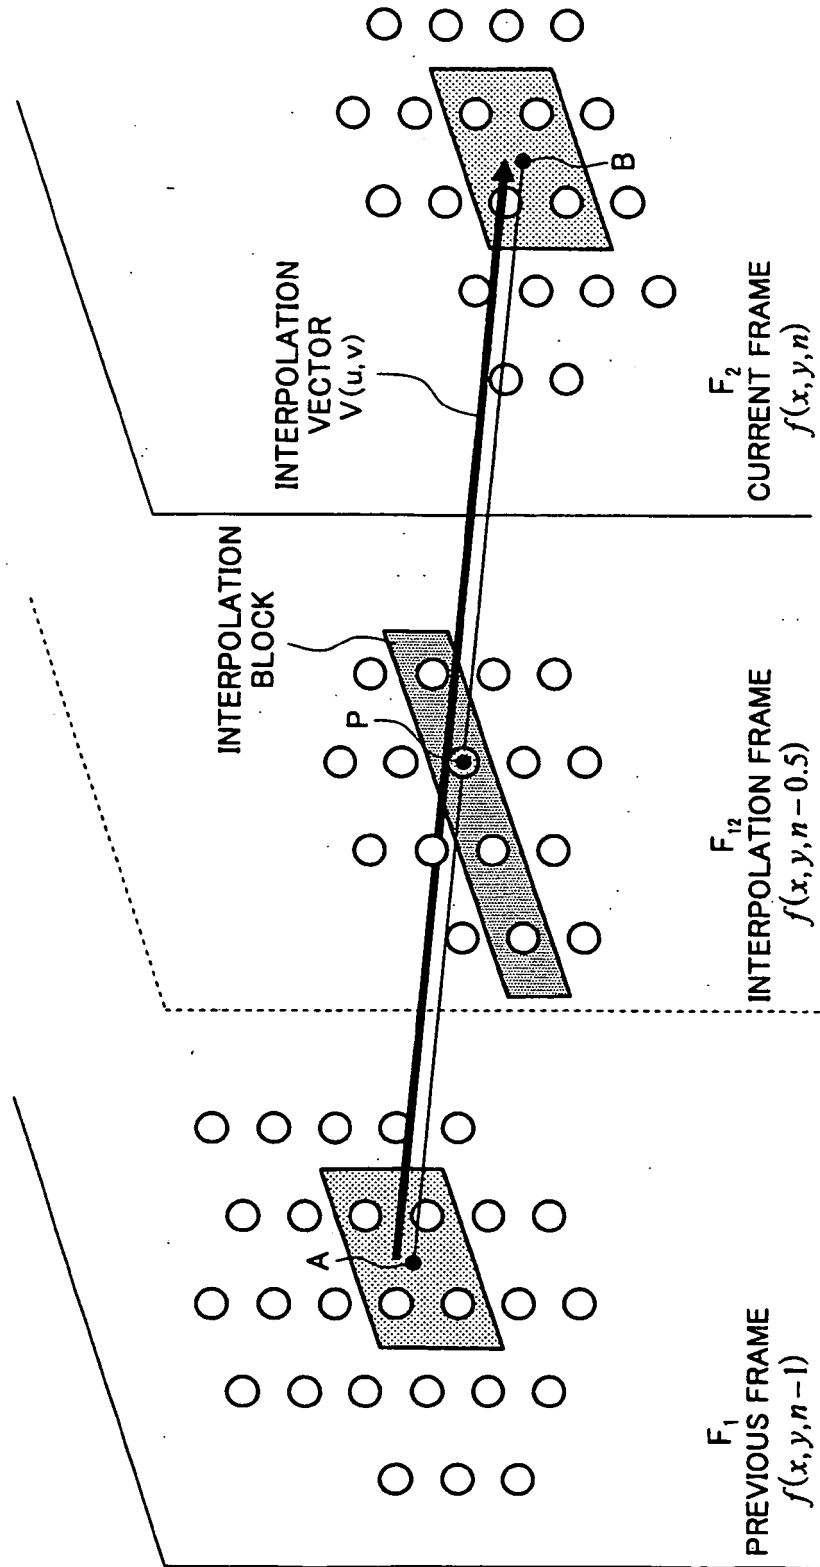 INTERPOLATION
VECTOR
V(u,v)
INTERPOLATION
BLOCK
P
A
B
F₁
PREVIOUS FRAME
f(x,y,n−1)
F₁₂
INTERPOLATION FRAME
f(x,y,n−0.5)
F₂
CURRENT FRAME
f(x,y,n)